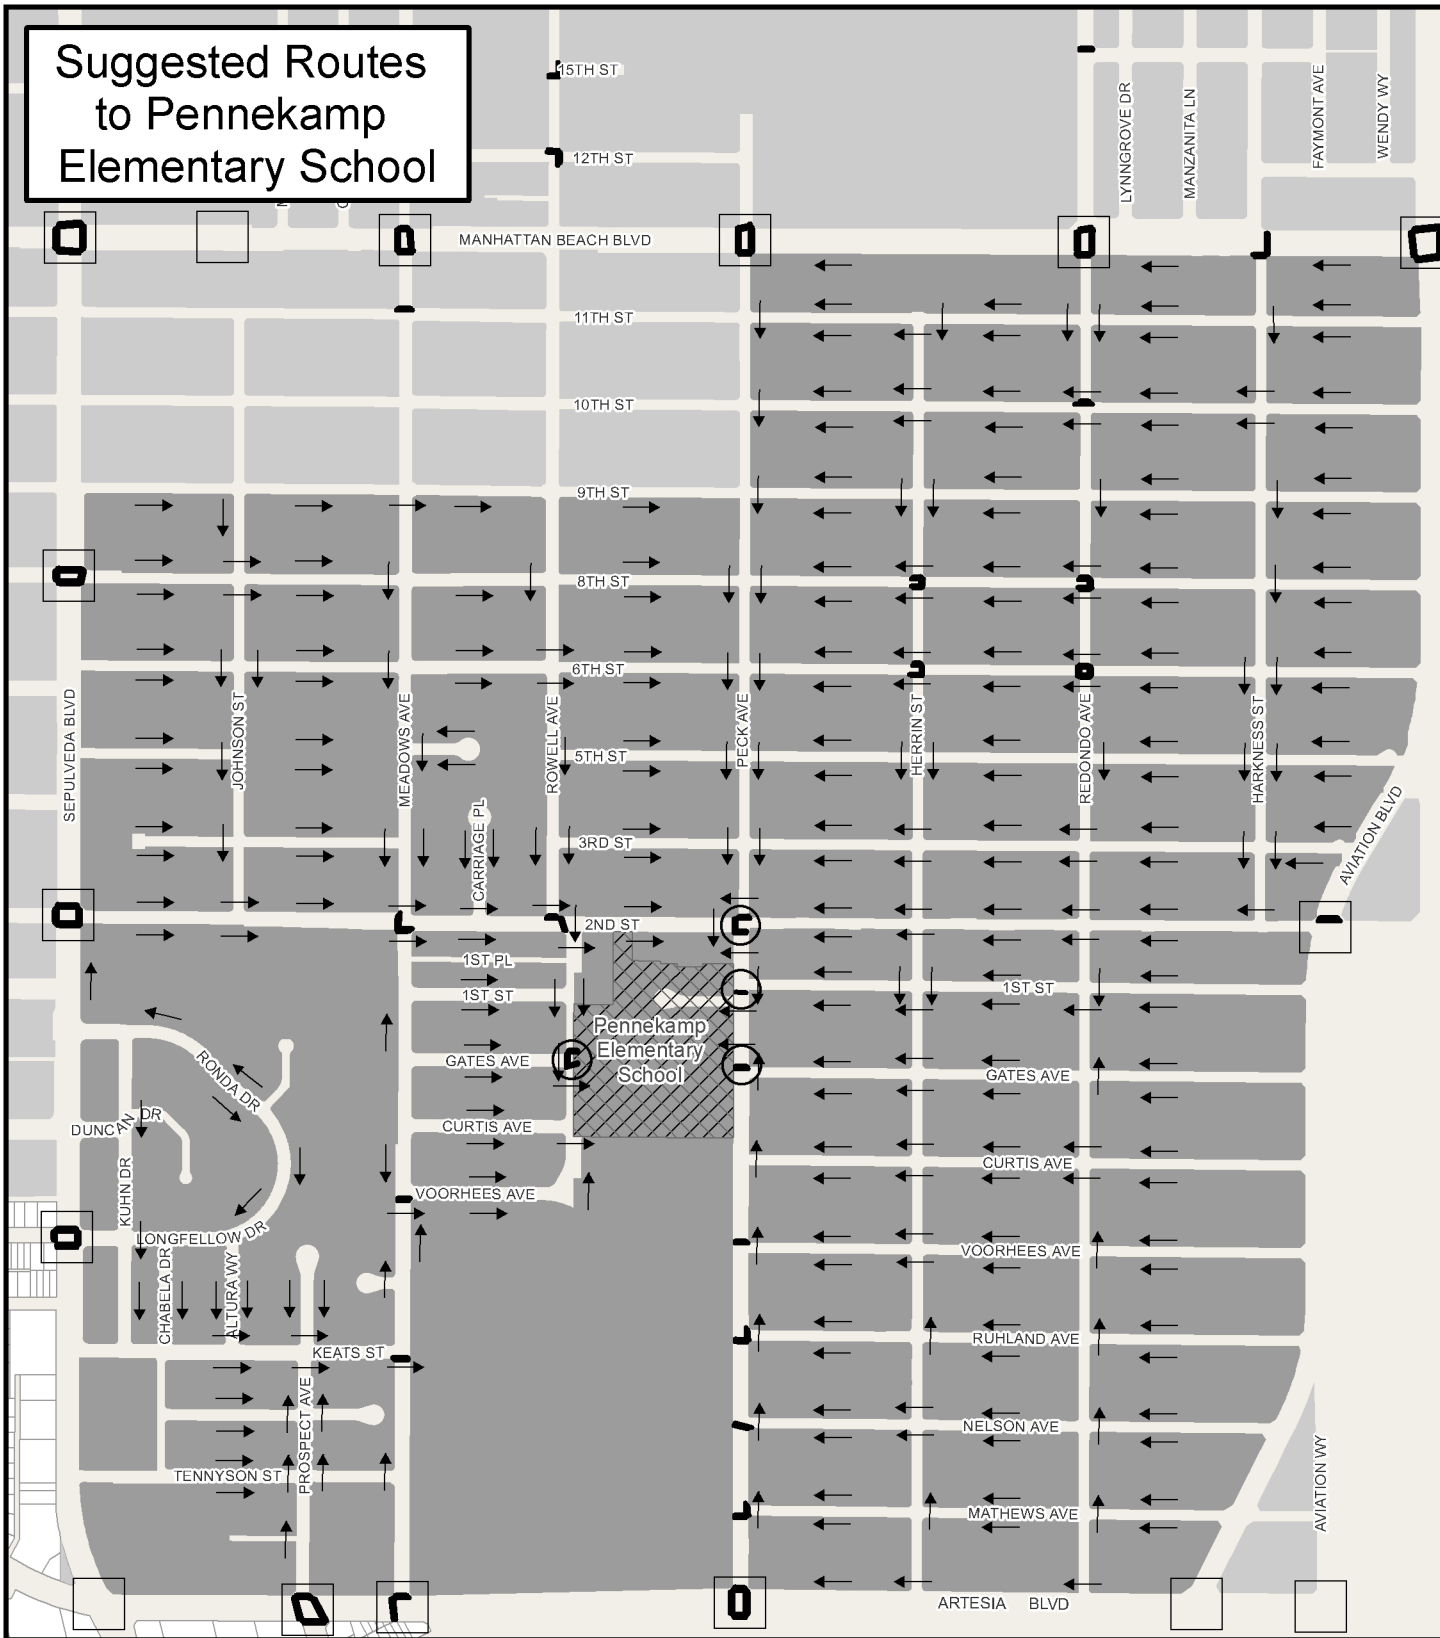 Suggested Routes
to Pennekamp
Elementary School
15TH ST
12TH ST
LYNNGROVE DR
MANZANITA LN
FAYMONT AVE
WENDY WY
MANHATTAN BEACH BLVD
11TH ST
10TH ST
9TH ST
8TH ST
6TH ST
SEPULVEDA BLVD
JOHNSON ST
MEADOWS AVE
ROWELL AVE
PECK AVE
HERRIN ST
REDONDO AVE
HARKNESS ST
5TH ST
CARRIAGE PL
3RD ST
AVIATION BLVD
2ND ST
1ST PL
1ST ST
1ST ST
Pennekamp
Elementary
School
RONDA DR
GATES AVE
GATES AVE
DUNCAN DR
CURTIS AVE
CURTIS AVE
KUHN DR
VOORHEES AVE
LONGFELLOW DR
VOORHEES AVE
CHABELA DR
ALTURA WY
KEATS ST
RUHLAND AVE
PROSPECT AVE
NELSON AVE
TENNYSON ST
AVIATION WY
MATHEWS AVE
ARTESIA BLVD